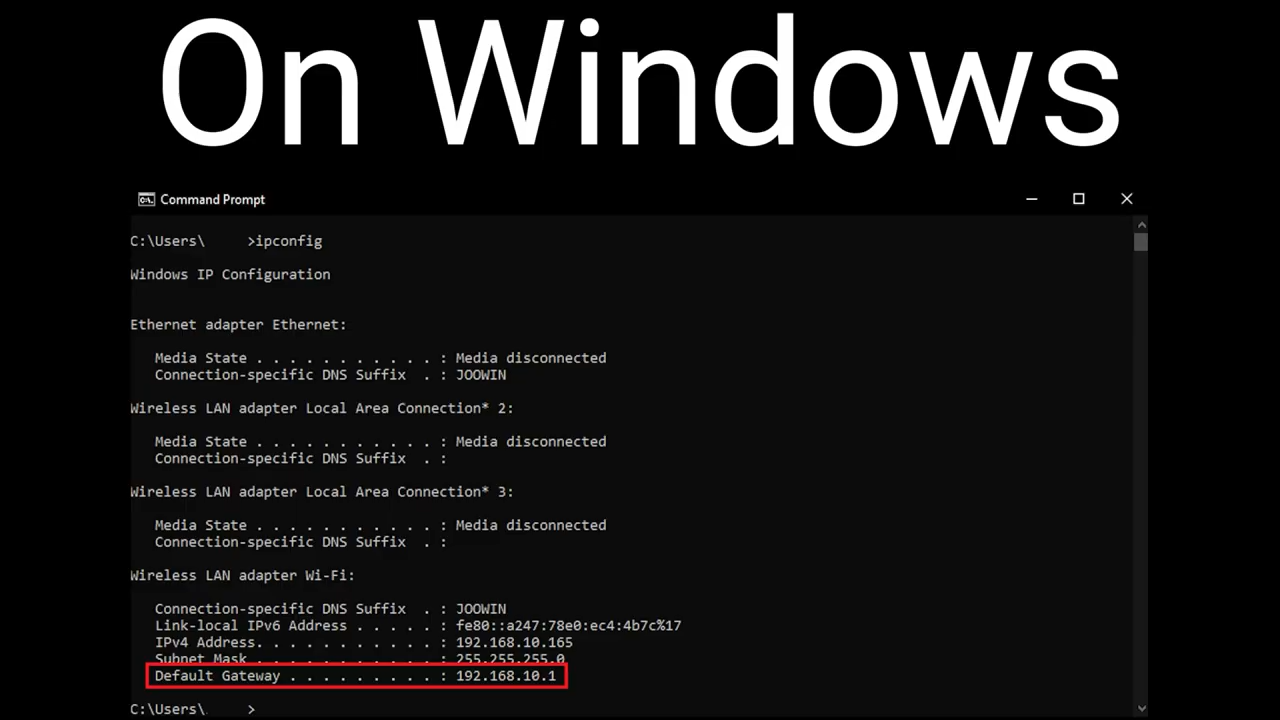 On Windows
Command Prompt
C:\Users\ >ipconfig
Windows IP Configuration
Ethernet adapter Ethernet:
Media State . . . . . . . . . . . : Media disconnected
Connection-specific DNS Suffix . : JOOWIN
Wireless LAN adapter Local Area Connection* 2:
Media State . . . . . . . . . . . : Media disconnected
Connection-specific DNS Suffix . :
Wireless LAN adapter Local Area Connection* 3:
Media State . . . . . . . . . . . : Media disconnected
Connection-specific DNS Suffix . :
Wireless LAN adapter Wi-Fi:
Connection-specific DNS Suffix . : JOOWIN
Link-local IPv6 Address . . . . . : fe80::a247:78e0:ec4:4b7c%17
IPv4 Address. . . . . . . . . . . : 192.168.10.165
Subnet Mask . . . . . . . . . . . : 255.255.255.0
Default Gateway . . . . . . . . . : 192.168.10.1
C:\Users\ >